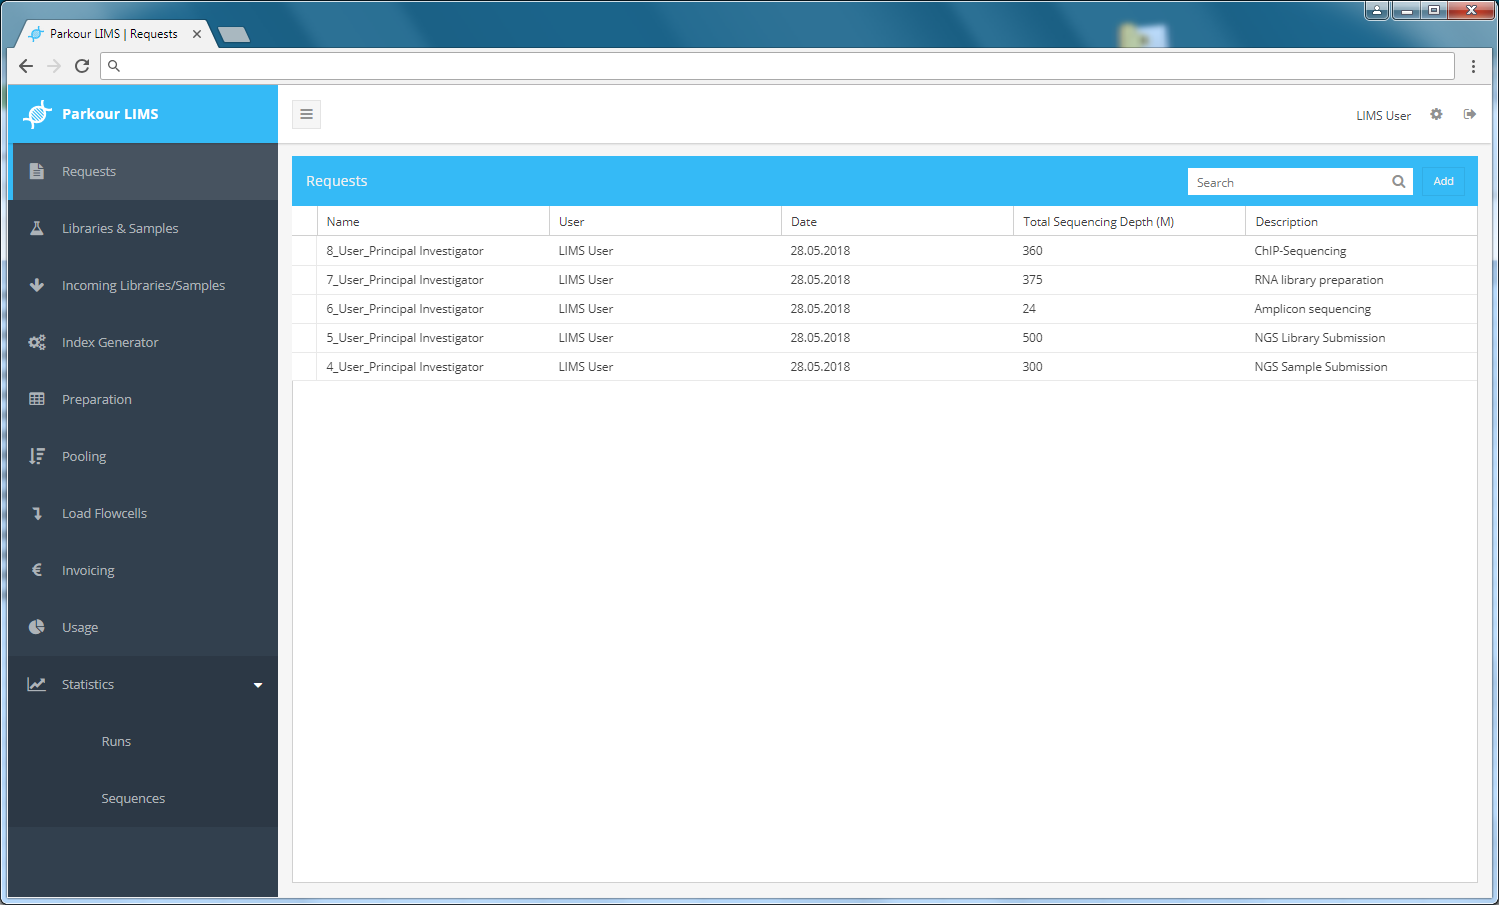 Parkour LIMS | Requests
Parkour LIMS
LIMS User
Requests
Libraries & Samples
Incoming Libraries/Samples
Index Generator
Preparation
Pooling
Load Flowcells
Invoicing
Usage
Statistics
Runs
Sequences
Requests
Search
Add
Name User Date Total Sequencing Depth (M) Description
8_User_Principal Investigator LIMS User 28.05.2018 360 ChIP-Sequencing
7_User_Principal Investigator LIMS User 28.05.2018 375 RNA library preparation
6_User_Principal Investigator LIMS User 28.05.2018 24 Amplicon sequencing
5_User_Principal Investigator LIMS User 28.05.2018 500 NGS Library Submission
4_User_Principal Investigator LIMS User 28.05.2018 300 NGS Sample Submission